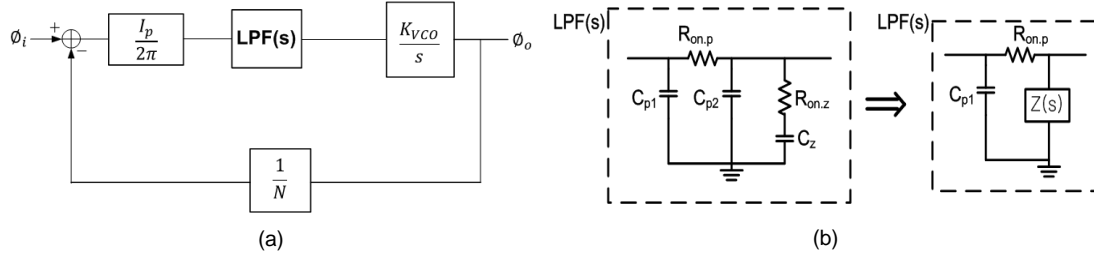 ∅i + − Ip/2π LPF(s) KVCO/s ∅o
1/N
(a)
LPF(s)
Ron.p
Cp1 Cp2 Ron.z
Cz
LPF(s)
Ron.p
Cp1 Z(s)
(b)